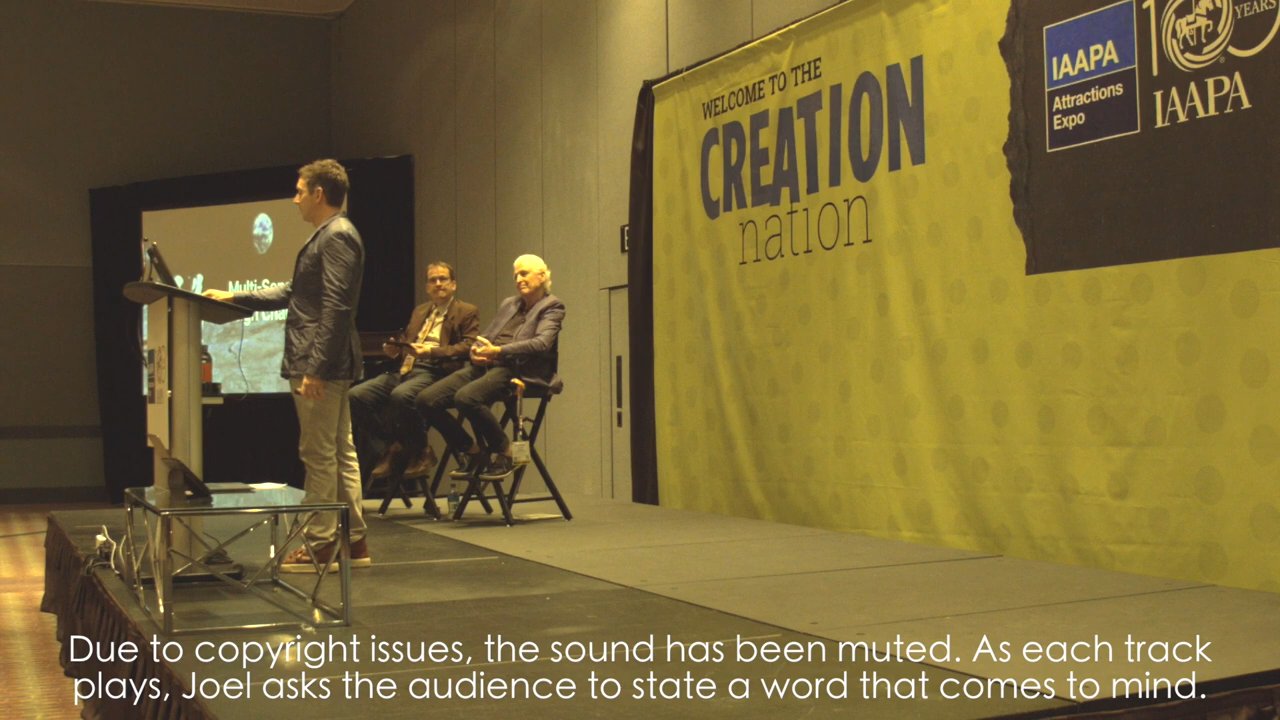 WELCOME TO THE
CREATION
nation
IAAPA
Attractions
Expo
YEARS
IAAPA
Due to copyright issues, the sound has been muted. As each track
plays, Joel asks the audience to state a word that comes to mind.